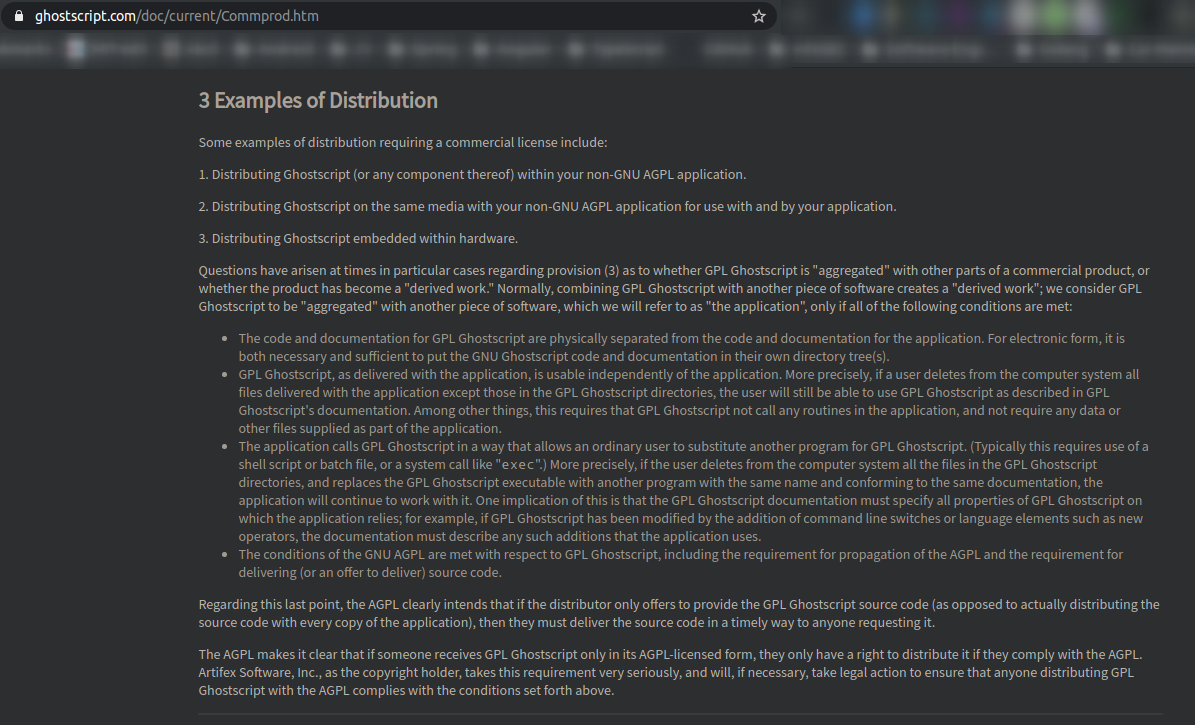 ghostscript.com/doc/current/Commprod.htm
3 Examples of Distribution
Some examples of distribution requiring a commercial license include:
1. Distributing Ghostscript (or any component thereof) within your non-GNU AGPL application.
2. Distributing Ghostscript on the same media with your non-GNU AGPL application for use with and by your application.
3. Distributing Ghostscript embedded within hardware.
Questions have arisen at times in particular cases regarding provision (3) as to whether GPL Ghostscript is "aggregated" with other parts of a commercial product, or
whether the product has become a "derived work." Normally, combining GPL Ghostscript with another piece of software creates a "derived work"; we consider GPL
Ghostscript to be "aggregated" with another piece of software, which we will refer to as "the application", only if all of the following conditions are met:
• The code and documentation for GPL Ghostscript are physically separated from the code and documentation for the application. For electronic form, it is
both necessary and sufficient to put the GNU Ghostscript code and documentation in their own directory tree(s).
• GPL Ghostscript, as delivered with the application, is usable independently of the application. More precisely, if a user deletes from the computer system all
files delivered with the application except those in the GPL Ghostscript directories, the user will still be able to use GPL Ghostscript as described in GPL
Ghostscript's documentation. Among other things, this requires that GPL Ghostscript not call any routines in the application, and not require any data or
other files supplied as part of the application.
• The application calls GPL Ghostscript in a way that allows an ordinary user to substitute another program for GPL Ghostscript. (Typically this requires use of a
shell script or batch file, or a system call like "exec".) More precisely, if the user deletes from the computer system all the files in the GPL Ghostscript
directories, and replaces the GPL Ghostscript executable with another program with the same name and conforming to the same documentation, the
application will continue to work with it. One implication of this is that the GPL Ghostscript documentation must specify all properties of GPL Ghostscript on
which the application relies; for example, if GPL Ghostscript has been modified by the addition of command line switches or language elements such as new
operators, the documentation must describe any such additions that the application uses.
• The conditions of the GNU AGPL are met with respect to GPL Ghostscript, including the requirement for propagation of the AGPL and the requirement for
delivering (or an offer to deliver) source code.
Regarding this last point, the AGPL clearly intends that if the distributor only offers to provide the GPL Ghostscript source code (as opposed to actually distributing the
source code with every copy of the application), then they must deliver the source code in a timely way to anyone requesting it.
The AGPL makes it clear that if someone receives GPL Ghostscript only in its AGPL-licensed form, they only have a right to distribute it if they comply with the AGPL.
Artifex Software, Inc., as the copyright holder, takes this requirement very seriously, and will, if necessary, take legal action to ensure that anyone distributing GPL
Ghostscript with the AGPL complies with the conditions set forth above.